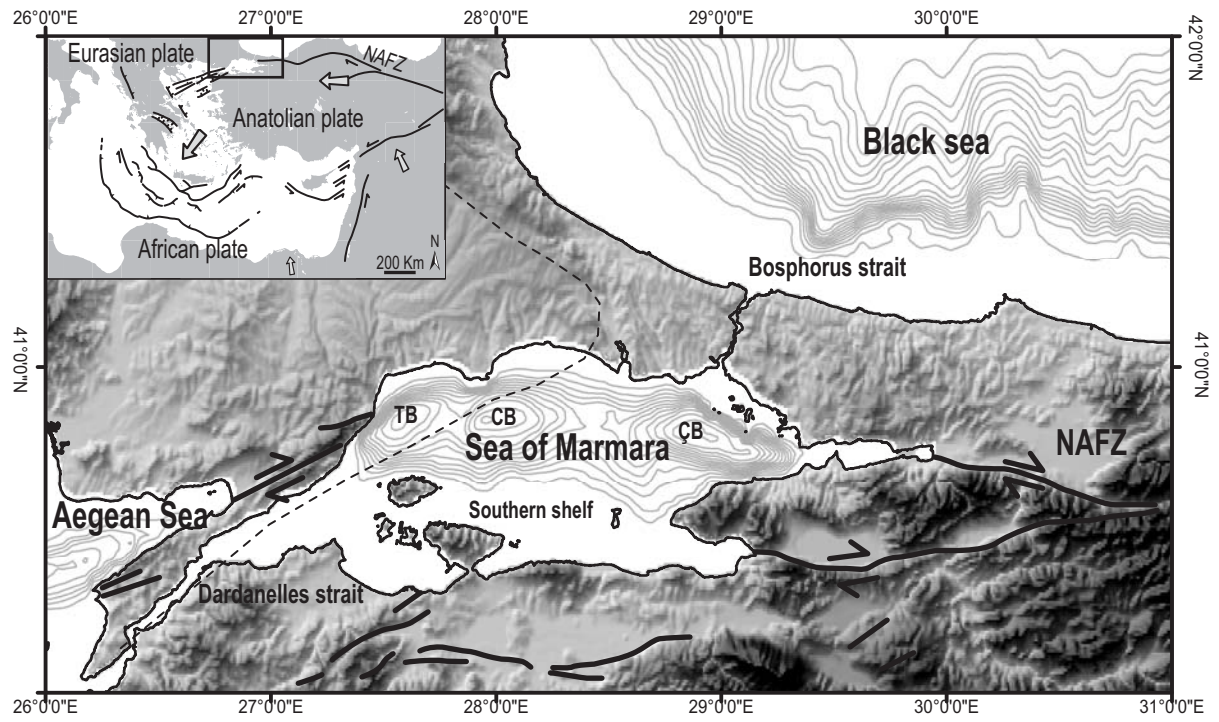 26°0'0"E 27°0'0"E 28°0'0"E 29°0'0"E 30°0'0"E
42°0'0"N
Eurasian plate
NAFZ
Anatolian plate
African plate
N
200 Km
Black sea
Bosphorus strait
41°0'0"N
41°0'0"N
TB
CB
ÇB
Sea of Marmara
NAFZ
Southern shelf
Aegean Sea
Dardanelles strait
26°0'0"E 27°0'0"E 28°0'0"E 29°0'0"E 30°0'0"E 31°0'0"E